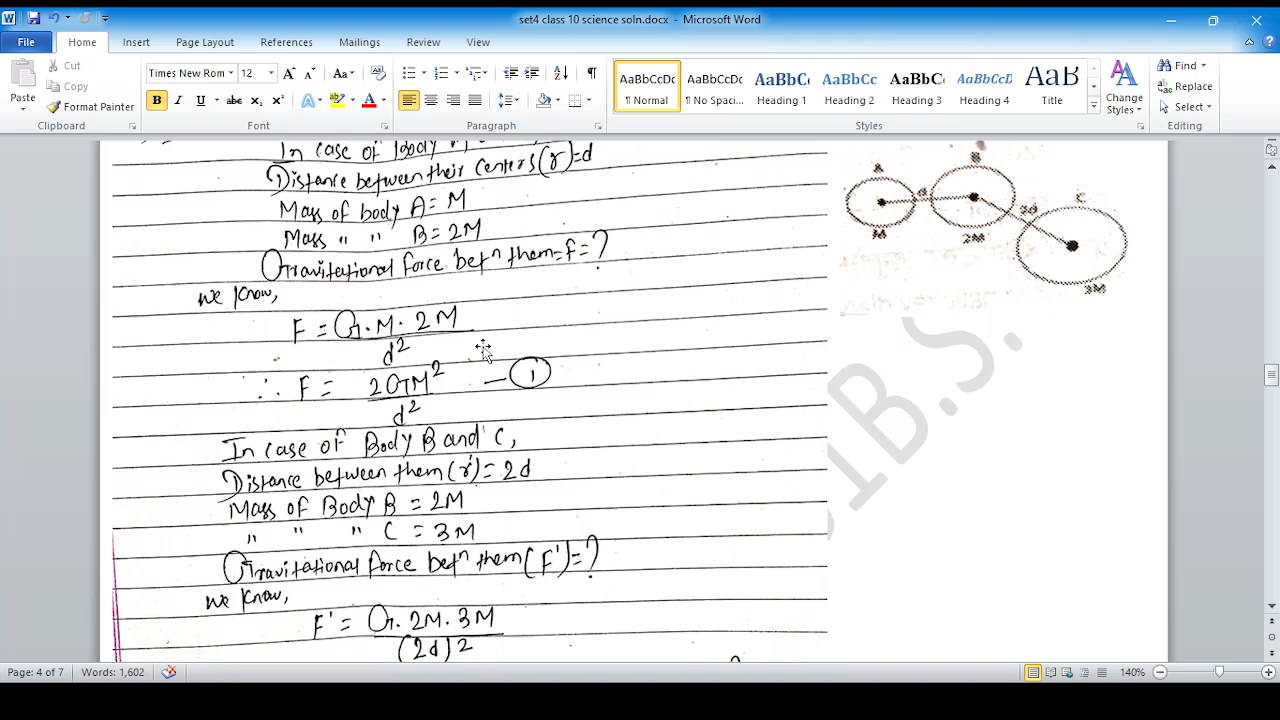 set4 class 10 science soln.docx - Microsoft Word
File Home Insert Page Layout References Mailings Review View
Cut
Copy
Format Painter
Paste
Clipboard
Times New Rom 12
Font
Paragraph
AaBbCcDc AaBbCcDc AaBbC AaBbCc AaBbC AaBbCcD AaB
¶ Normal ¶ No Spaci... Heading 1 Heading 2 Heading 3 Heading 4 Title
Change Styles
Styles
Find
Replace
Select
Editing
In case of Body
Distance between their centers (r) = d
Mass of body A = M
Mass " " B = 2M
Gravitational force betn them = f = ?
we know,
F = G. M. 2M
d2
∴ F = 2GM2 — 1
d2
In case of Body B and C,
Distance between them (r') = 2d
Mass of Body B = 2M
" " " C = 3M
Gravitational force betn them (F') = ?
we know,
F' = G. 2M. 3M
(2d)2
A B C
d 2d
M 2M 3M
B.S.
Page: 4 of 7 Words: 1,602 140%